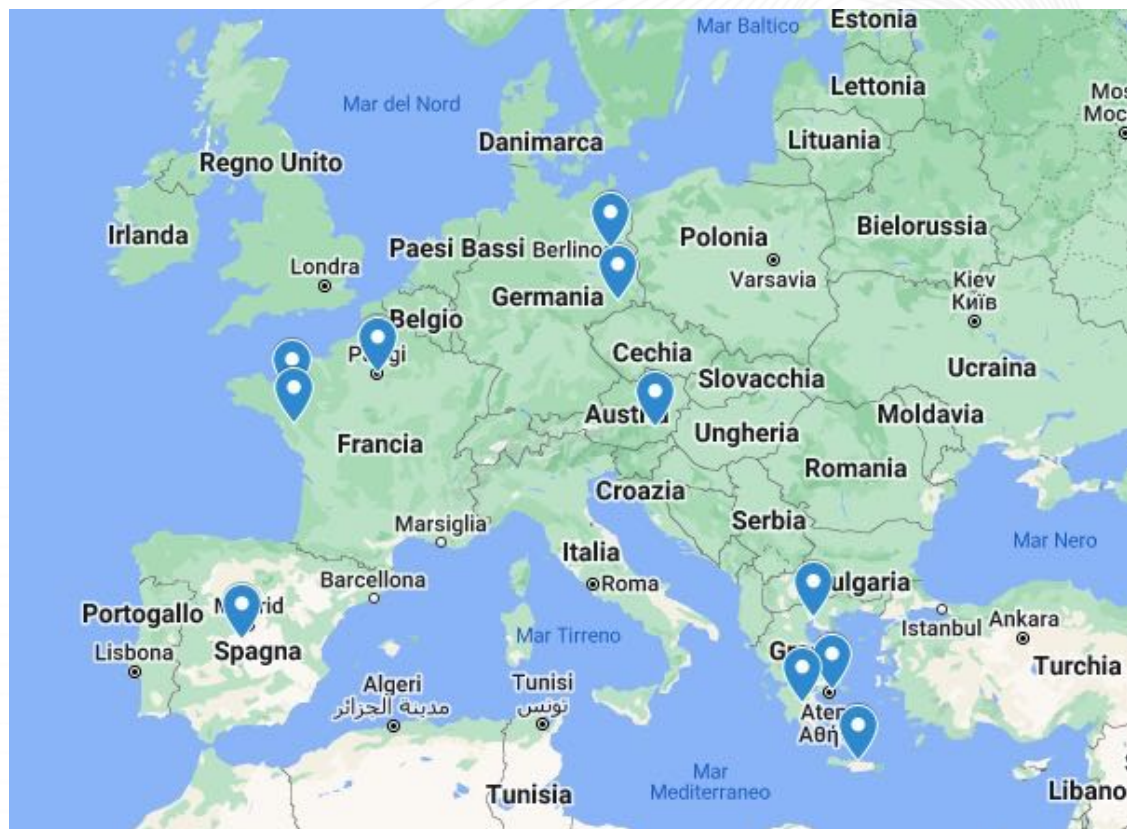 Estonia
Mar Baltico
Lettonia
Mar del Nord
Danimarca
Lituania
Regno Unito
Bielorussia
Irlanda
Paesi Bassi
Berlino
Polonia
Londra
Varsavia
Kiev
Київ
Germania
Belgio
Cechia
Slovacchia
Ucraina
Austria
Moldavia
Francia
Ungheria
Romania
Croazia
Marsiglia
Serbia
Italia
Mar Nero
Barcellona
Roma
Portogallo
Istanbul
Ankara
Mar Tirreno
Lisbona
Spagna
Turchia
Algeri
الجزائر مدينة
Tunisi
تونس
Mar
Mediterraneo
Tunisia
Libano